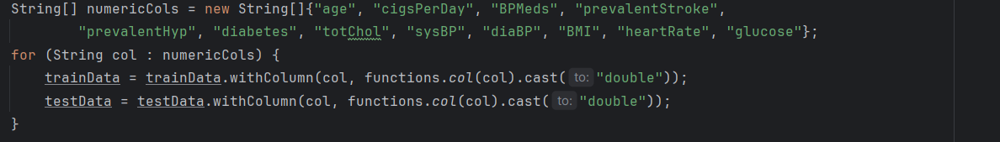 String[] numericCols = new String[]{"age", "cigsPerDay", "BPMeds", "prevalentStroke",
        "prevalentHyp", "diabetes", "totChol", "sysBP", "diaBP", "BMI", "heartRate", "glucose"};
for (String col : numericCols) {
    trainData = trainData.withColumn(col, functions.col(col).cast( to: "double"));
    testData = testData.withColumn(col, functions.col(col).cast( to: "double"));
}